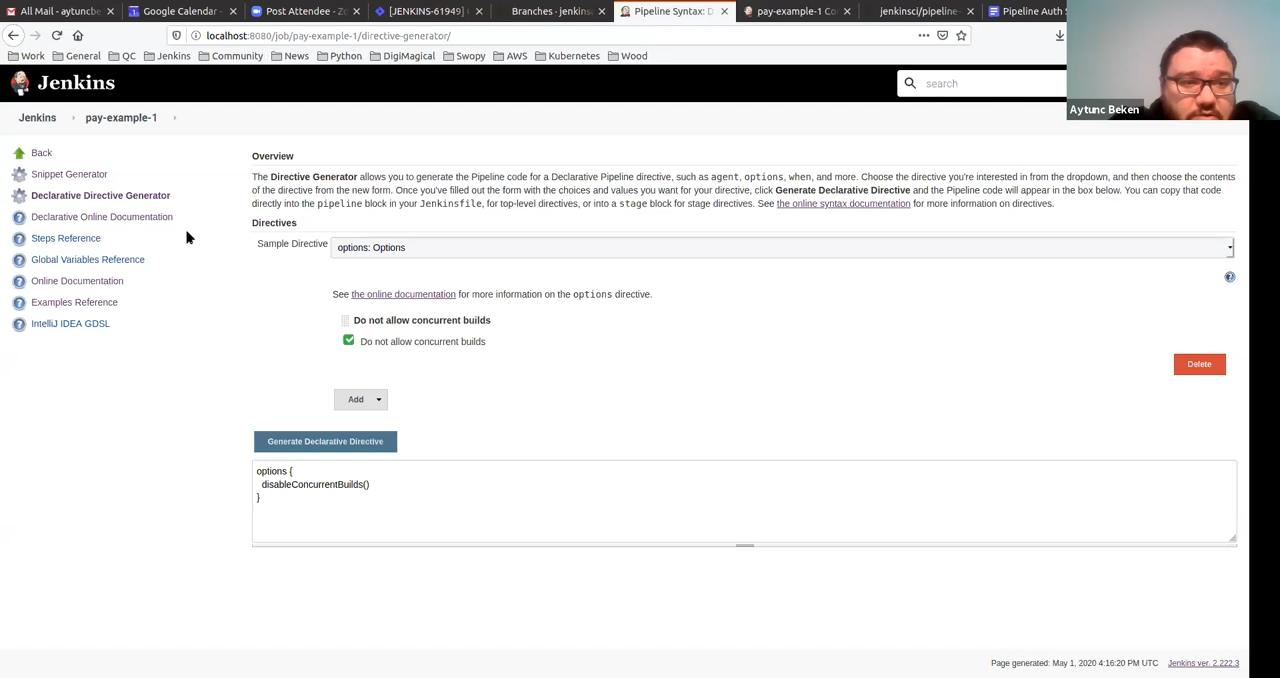 All Mail - aytuncbe
Google Calendar -
Post Attendee - Zo
[JENKINS-61949]
Branches · jenkins
Pipeline Syntax: D
pay-example-1 Co
jenkinsci/pipeline-
Pipeline Auth S
localhost:8080/job/pay-example-1/directive-generator/
Work General QC Jenkins Community News Python DigiMagical Swopy AWS Kubernetes Wood
Jenkins
search
Aytunc Beken
Jenkins pay-example-1
Back
Snippet Generator
Declarative Directive Generator
Declarative Online Documentation
Steps Reference
Global Variables Reference
Online Documentation
Examples Reference
IntelliJ IDEA GDSL
Overview
The Directive Generator allows you to generate the Pipeline code for a Declarative Pipeline directive, such as agent, options, when, and more. Choose the directive you're interested in from the dropdown, and then choose the contents
of the directive from the new form. Once you've filled out the form with the choices and values you want for your directive, click Generate Declarative Directive and the Pipeline code will appear in the box below. You can copy that code
directly into the pipeline block in your Jenkinsfile, for top-level directives, or into a stage block for stage directives. See the online syntax documentation for more information on directives.
Directives
Sample Directive options: Options
See the online documentation for more information on the options directive.
Do not allow concurrent builds
Do not allow concurrent builds
Delete
Add
Generate Declarative Directive
options {
disableConcurrentBuilds()
}
Page generated: May 1, 2020 4:16:20 PM UTC Jenkins ver. 2.222.3